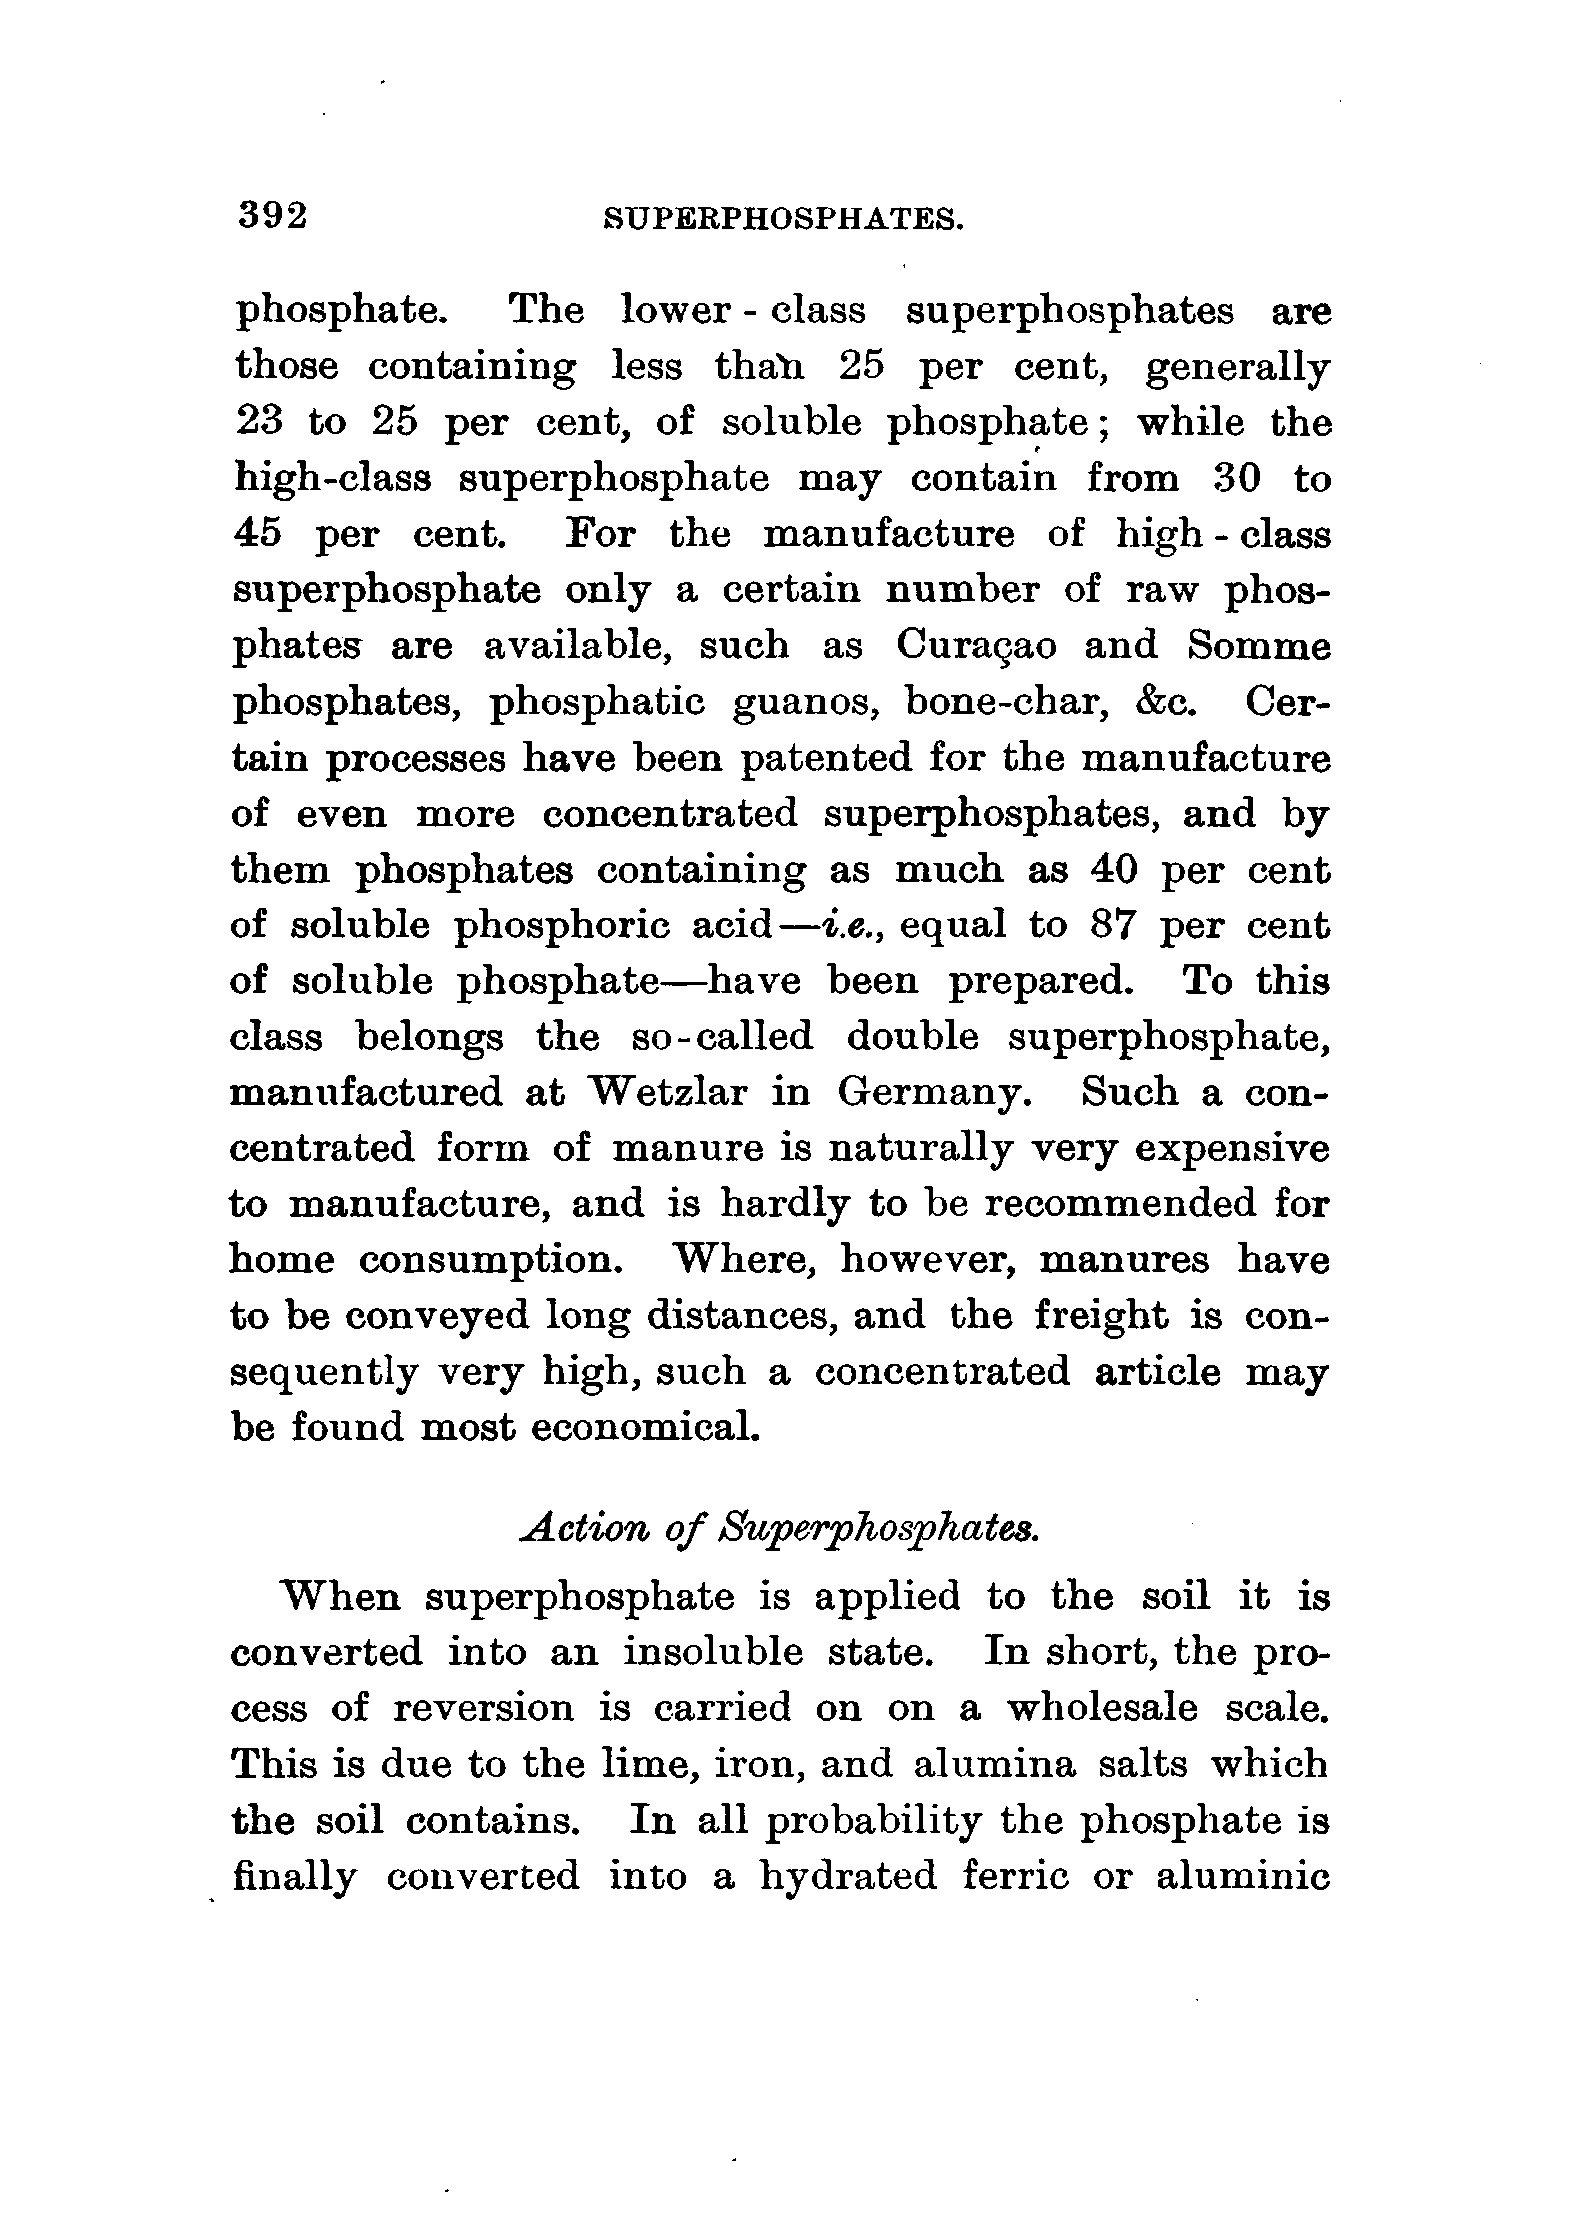 392 SUPERPHOSPHATES.
phosphate. The lower-class superphosphates are
those containing less than 25 per cent, generally
23 to 25 per cent, of soluble phosphate; while the
high-class superphosphate may contain from 30 to
45 per cent. For the manufacture of high-class
superphosphate only a certain number of raw phos-
phates are available, such as Curaçao and Somme
phosphates, phosphatic guanos, bone-char, &c. Cer-
tain processes have been patented for the manufacture
of even more concentrated superphosphates, and by
them phosphates containing as much as 40 per cent
of soluble phosphoric acid—i.e., equal to 87 per cent
of soluble phosphate—have been prepared. To this
class belongs the so-called double superphosphate,
manufactured at Wetzlar in Germany. Such a con-
centrated form of manure is naturally very expensive
to manufacture, and is hardly to be recommended for
home consumption. Where, however, manures have
to be conveyed long distances, and the freight is con-
sequently very high, such a concentrated article may
be found most economical.
Action of Superphosphates.
When superphosphate is applied to the soil it is
converted into an insoluble state. In short, the pro-
cess of reversion is carried on on a wholesale scale.
This is due to the lime, iron, and alumina salts which
the soil contains. In all probability the phosphate is
finally converted into a hydrated ferric or aluminic